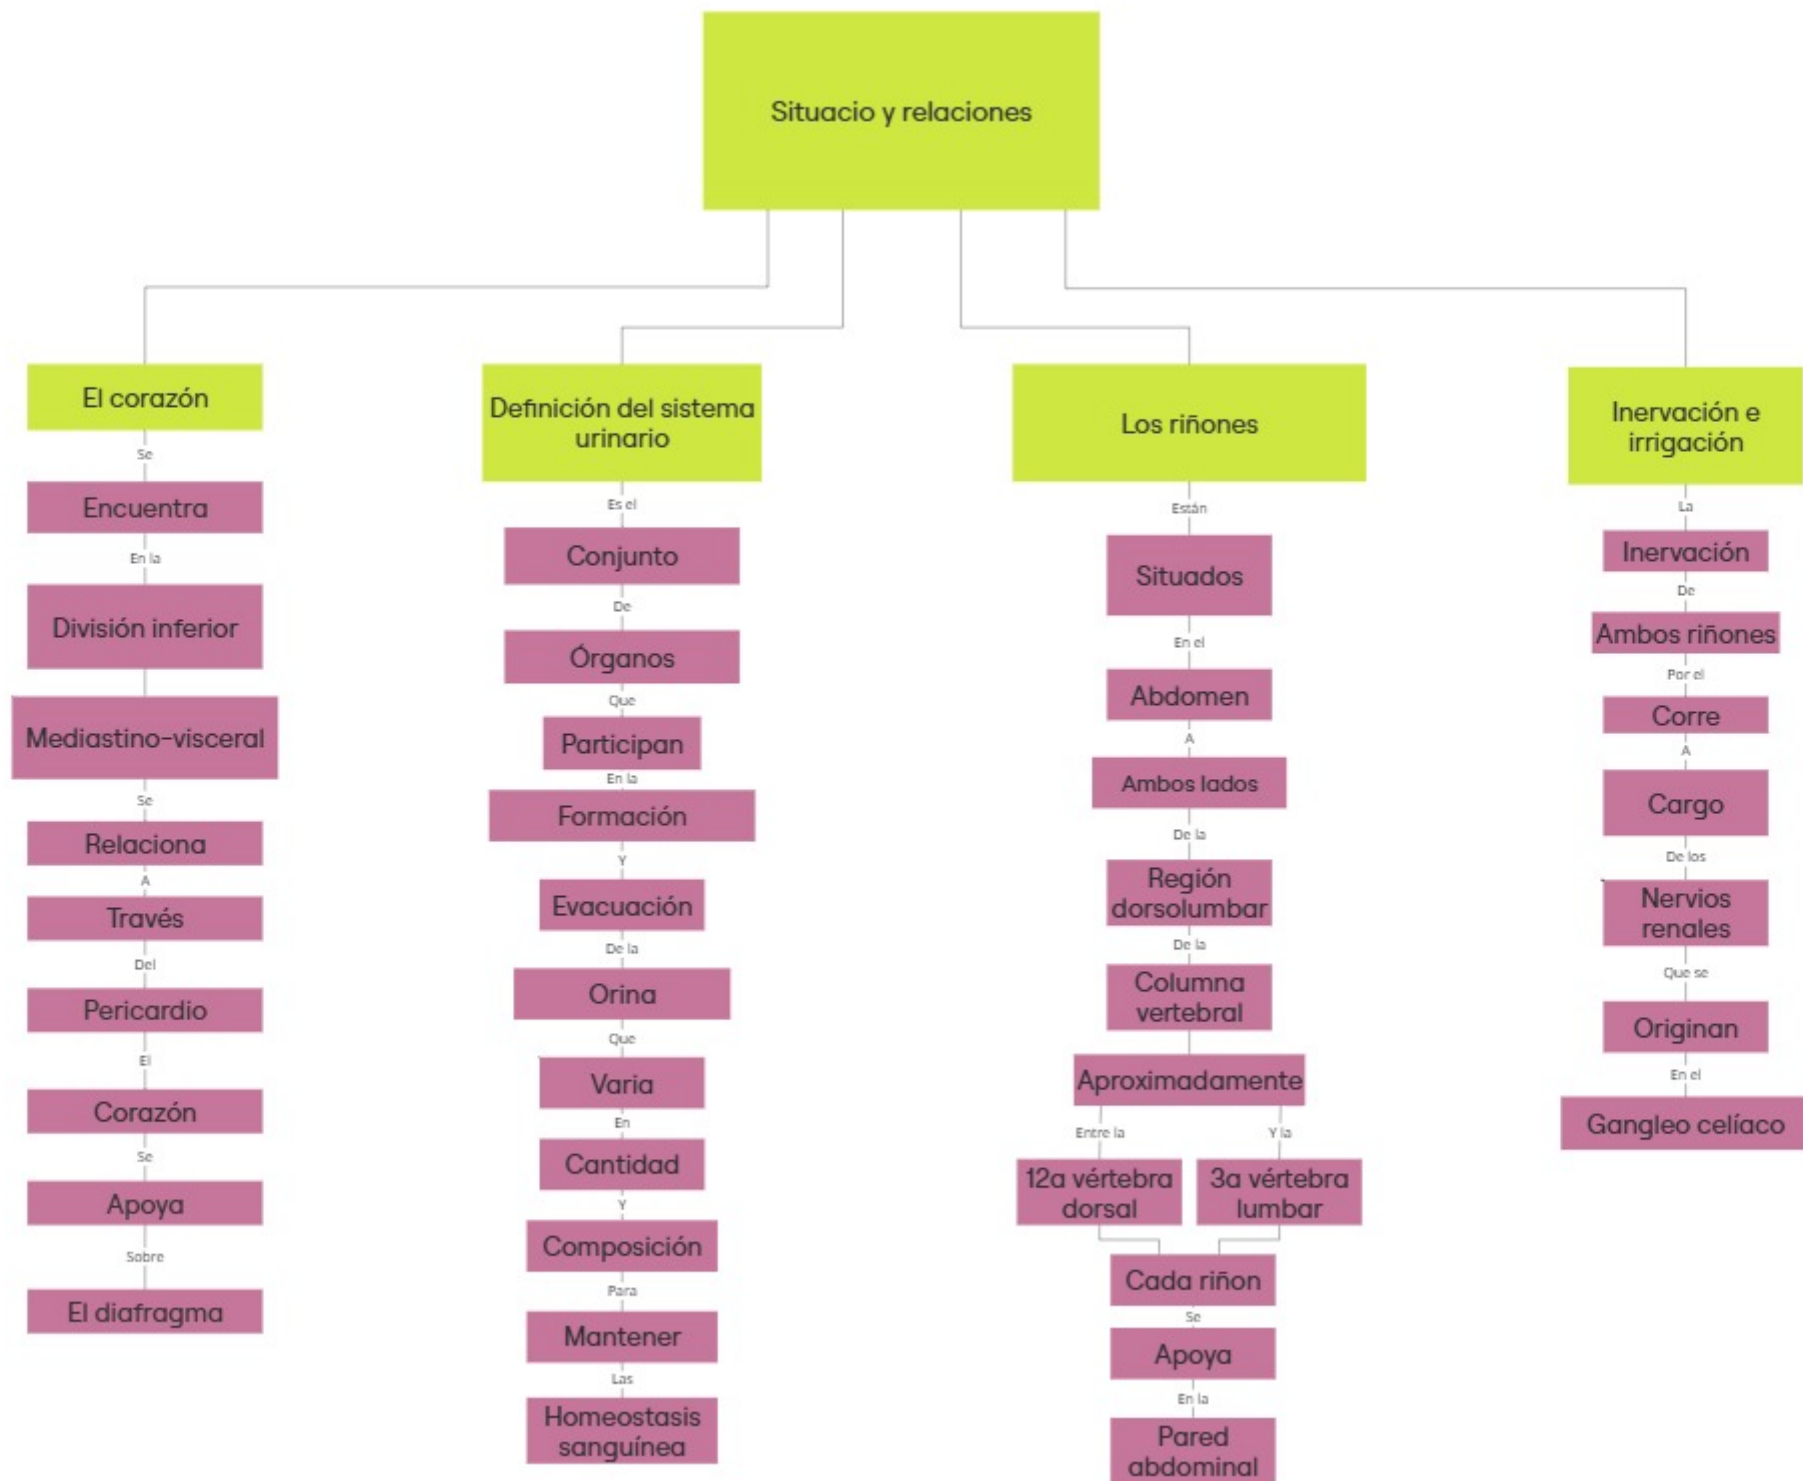 Situacio y relaciones
El corazón
Se
Encuentra
En la
División inferior
Mediastino-visceral
Se
Relaciona
A
Través
Del
Pericardio
El
Corazón
Se
Apoya
Sobre
El diafragma
Definición del sistema
urinario
Es el
Conjunto
De
Órganos
Que
Participan
En la
Formación
Y
Evacuación
De la
Orina
Que
Varia
En
Cantidad
Y
Composición
Para
Mantener
Las
Homeostasis
sanguínea
Los riñones
Están
Situados
En el
Abdomen
A
Ambos lados
De la
Región
dorsolumbar
De la
Columna
vertebral
Aproximadamente
Entre la
Y la
12a vértebra
dorsal
3a vértebra
lumbar
Cada riñon
Se
Apoya
En la
Pared
abdominal
Inervación e
irrigación
La
Inervación
De
Ambos riñones
Por el
Corre
A
Cargo
De los
Nervios
renales
Que se
Originan
En el
Gangleo celíaco